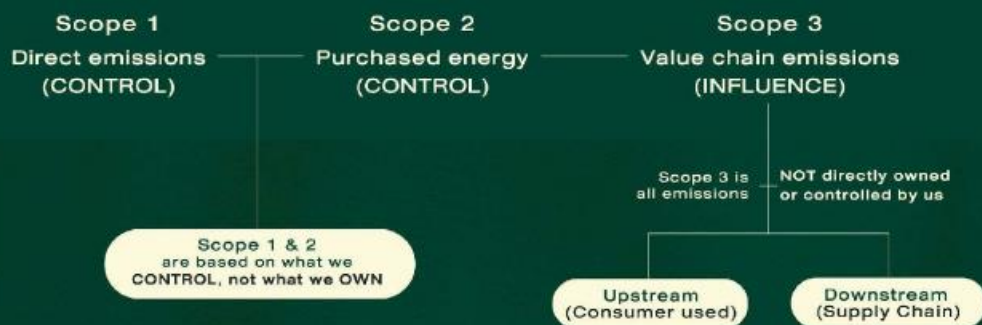 Scope 1
Direct emissions
(CONTROL)
Scope 2
Purchased energy
(CONTROL)
Scope 3
Value chain emissions
(INFLUENCE)
Scope 3 is
all emissions
NOT directly owned
or controlled by us
Scope 1 & 2
are based on what we
CONTROL, not what we OWN
Upstream
(Consumer used)
Downstream
(Supply Chain)